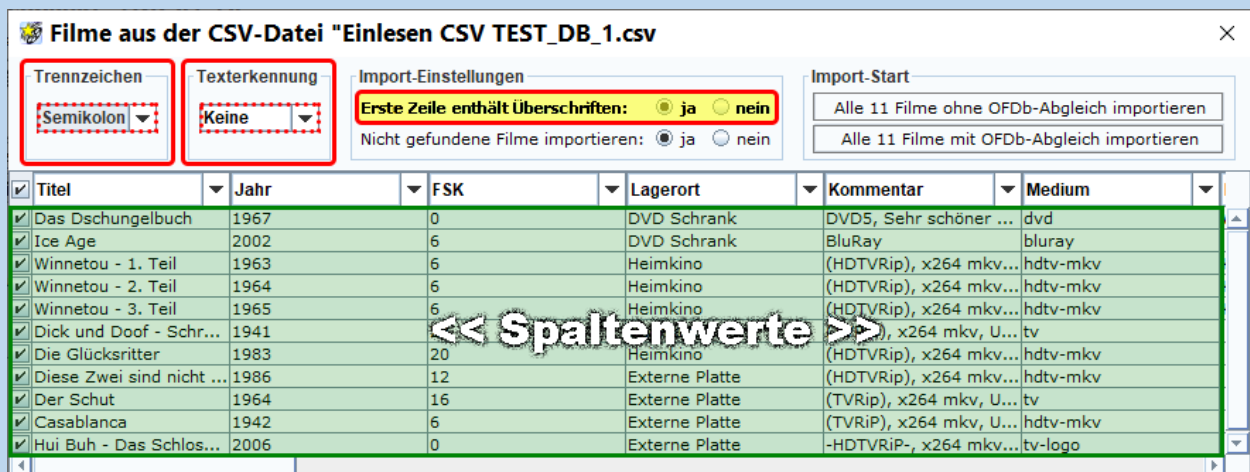 Filme aus der CSV-Datei "Einlesen CSV TEST_DB_1.csv
Trennzeichen Texterkennung Import-Einstellungen Import-Start
Semikolon Keine Erste Zeile enthält Überschriften: ja nein Alle 11 Filme ohne OFDb-Abgleich importieren
Nicht gefundene Filme importieren: ja nein Alle 11 Filme mit OFDb-Abgleich importieren
Titel Jahr FSK Lagerort Kommentar Medium
Das Dschungelbuch 1967 0 DVD Schrank DVD5, Sehr schöner ... dvd
Ice Age 2002 6 DVD Schrank BluRay bluray
Winnetou - 1. Teil 1963 6 Heimkino (HDTVRip), x264 mkv... hdtv-mkv
Winnetou - 2. Teil 1964 6 Heimkino (HDTVRip), x264 mkv... hdtv-mkv
Winnetou - 3. Teil 1965 6 Heimkino (HDTVRip), x264 mkv... hdtv-mkv
<< Spaltenwerte >>
Dick und Doof - Schr... 1941 x264 mkv, U... tv
Die Glücksritter 1983 20 Heimkino (HDTVRip), x264 mkv... hdtv-mkv
Diese Zwei sind nicht ... 1986 12 Externe Platte (HDTVRip), x264 mkv... hdtv-mkv
Der Schut 1964 16 Externe Platte (TVRip), x264 mkv, U... tv
Casablanca 1942 6 Externe Platte (TVRiP), x264 mkv, U... hdtv-mkv
Hui Buh - Das Schlos... 2006 0 Externe Platte -HDTVRiP-, x264 mkv... tv-logo